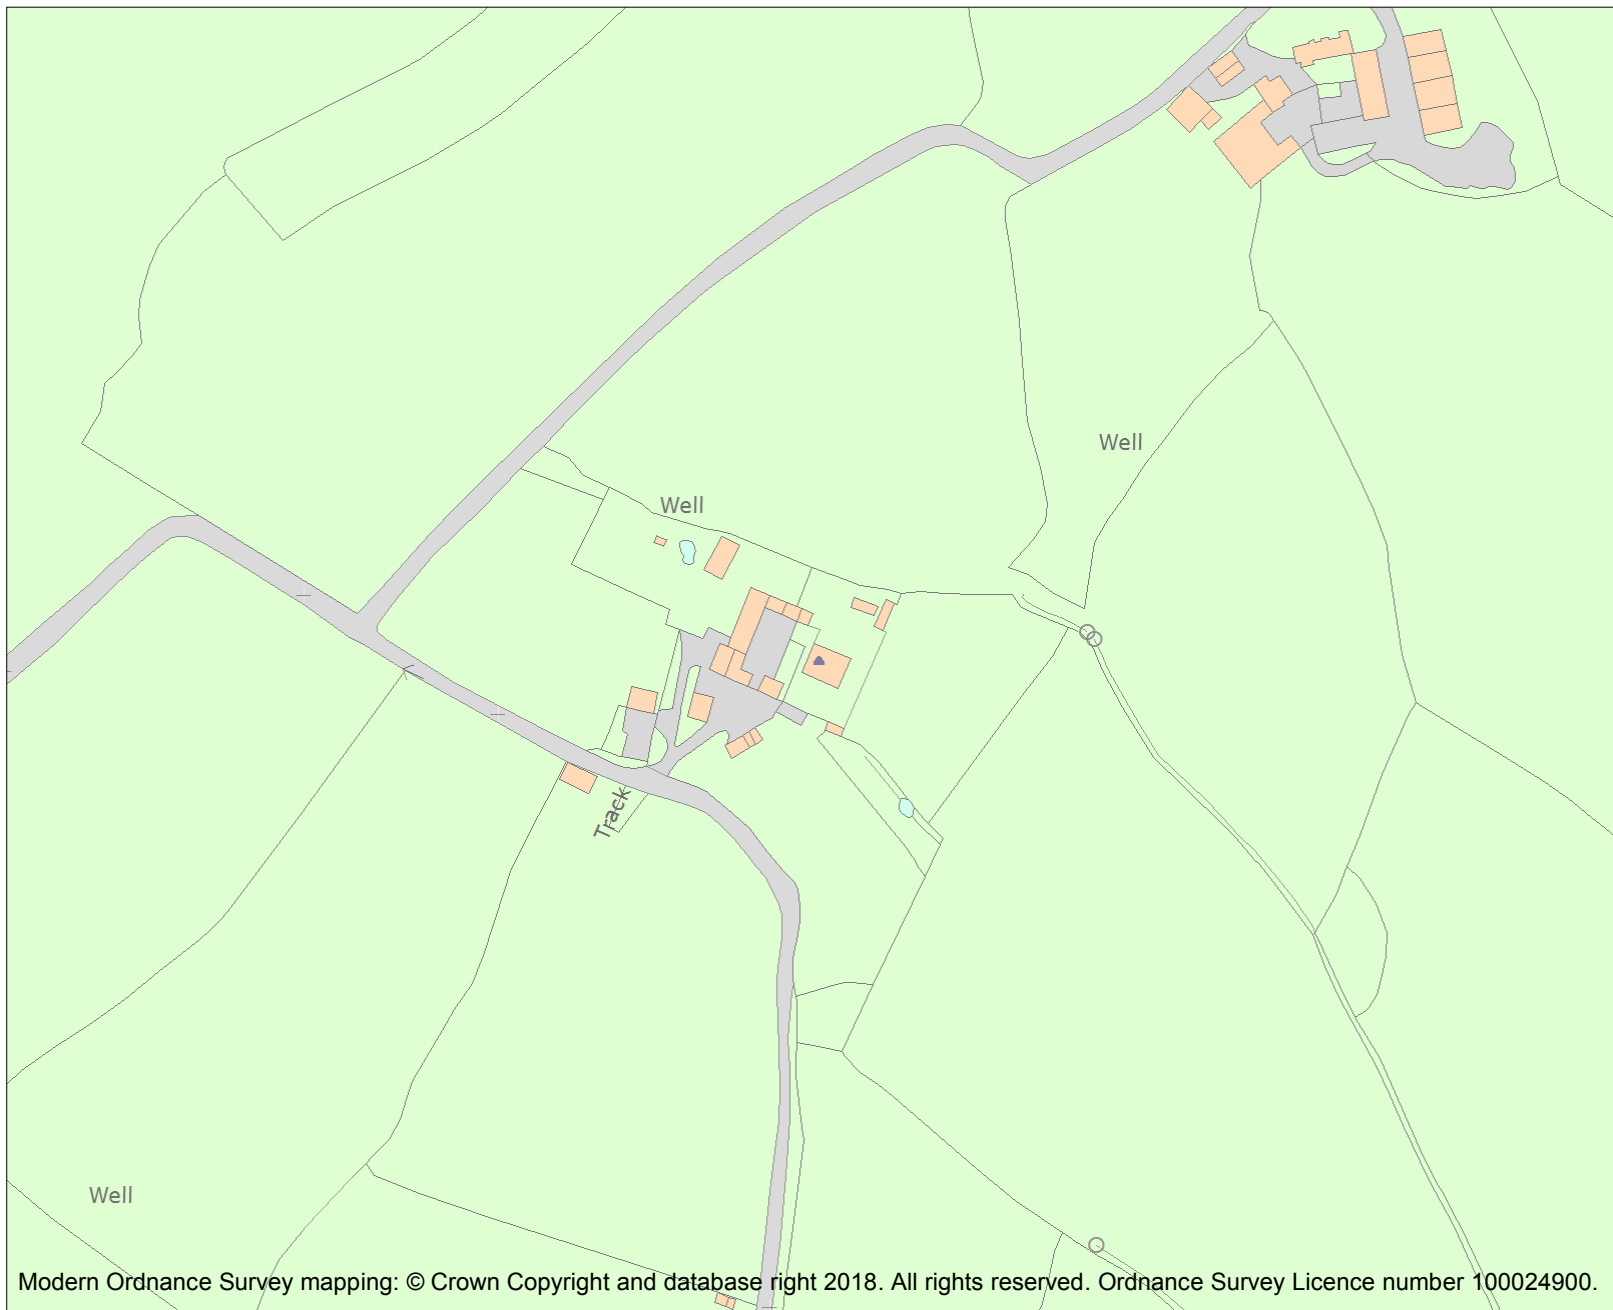 Well
Well
Track
Well
Modern Ordnance Survey mapping: © Crown Copyright and database right 2018. All rights reserved. Ordnance Survey Licence number 100024900.